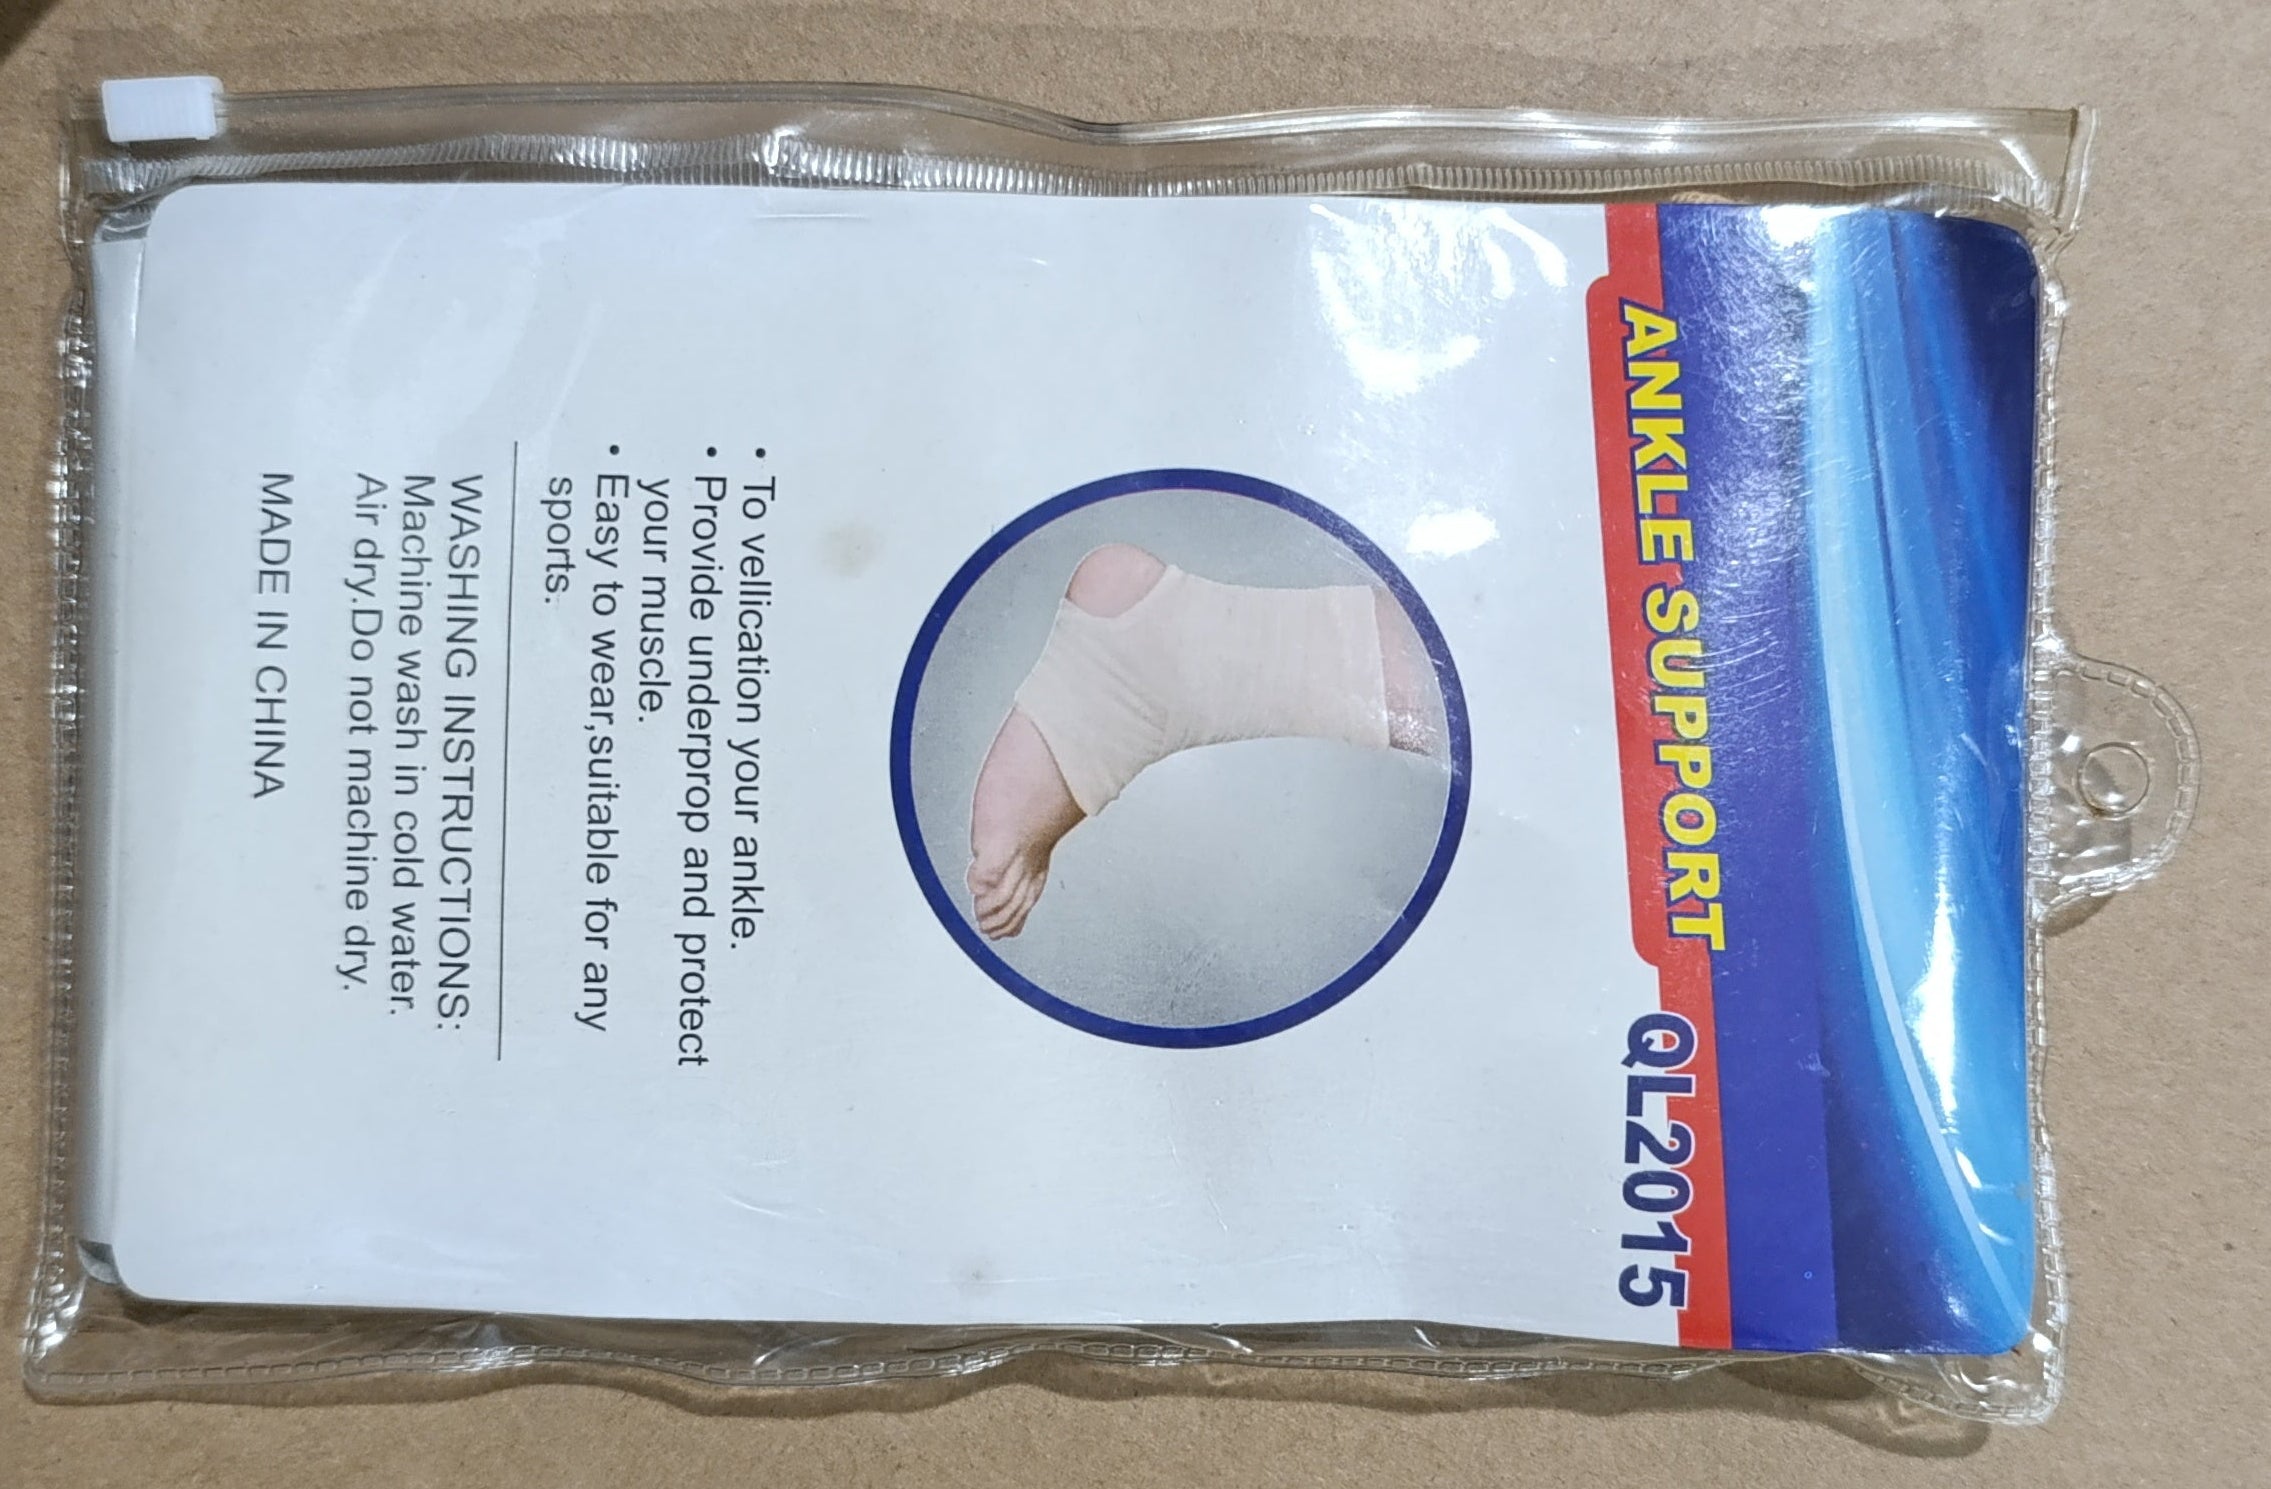 ANKLE SUPPORT QL2015
• To vellication your ankle.
• Provide underprop and protect
your muscle.
• Easy to wear,suitable for any
sports.
WASHING INSTRUCTIONS:
Machine wash in cold water.
Air dry.Do not machine dry.
MADE IN CHINA